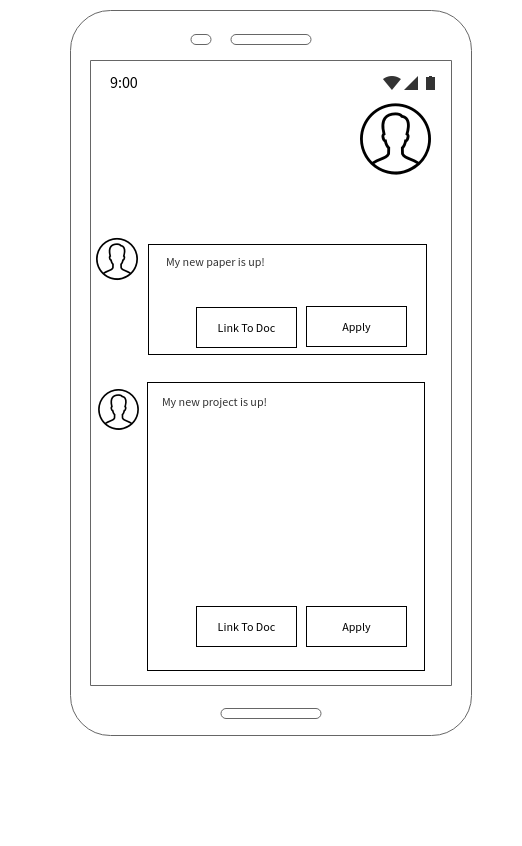 9:00
My new paper is up!
Link To Doc
Apply
My new project is up!
Link To Doc
Apply